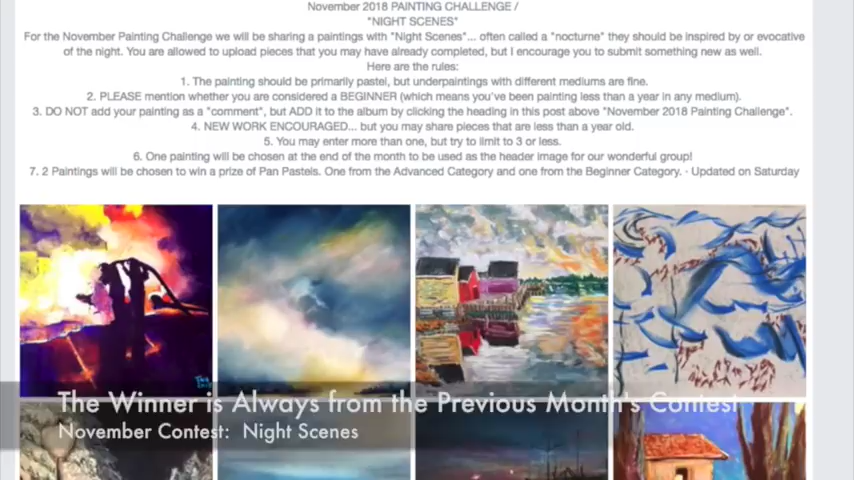 November 2018 PAINTING CHALLENGE /
"NIGHT SCENES"
For the November Painting Challenge we will be sharing a paintings with "Night Scenes"... often called a "nocturne" they should be inspired by or evocative
of the night. You are allowed to upload pieces that you may have already completed, but I encourage you to submit something new as well.
Here are the rules:
1. The painting should be primarily pastel, but underpaintings with different mediums are fine.
2. PLEASE mention whether you are considered a BEGINNER (which means you've been painting less than a year in any medium).
3. DO NOT add your painting as a "comment", but ADD it to the album by clicking the heading in this post above "November 2018 Painting Challenge".
4. NEW WORK ENCOURAGED... but you may share pieces that are less than a year old.
5. You may enter more than one, but try to limit to 3 or less.
6. One painting will be chosen at the end of the month to be used as the header image for our wonderful group!
7. 2 Paintings will be chosen to win a prize of Pan Pastels. One from the Advanced Category and one from the Beginner Category. · Updated on Saturday
The Winner is Always from the Previous Month's Contest
November Contest: Night Scenes